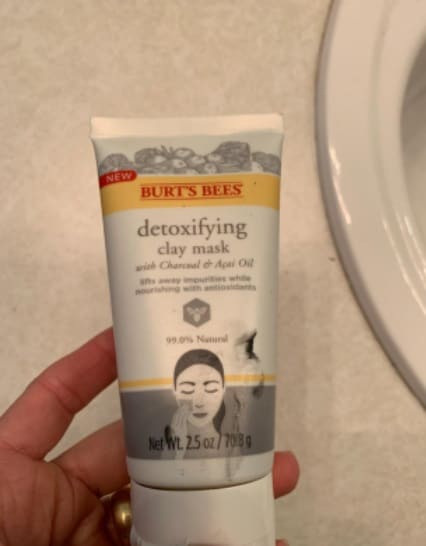 NEW
BURT'S BEES
detoxifying
clay mask
with Charcoal & Açai Oil
lifts away impurities while
nourishing with antioxidants
99.0% Natural
Net Wt. 2.5 oz / 70.8 g